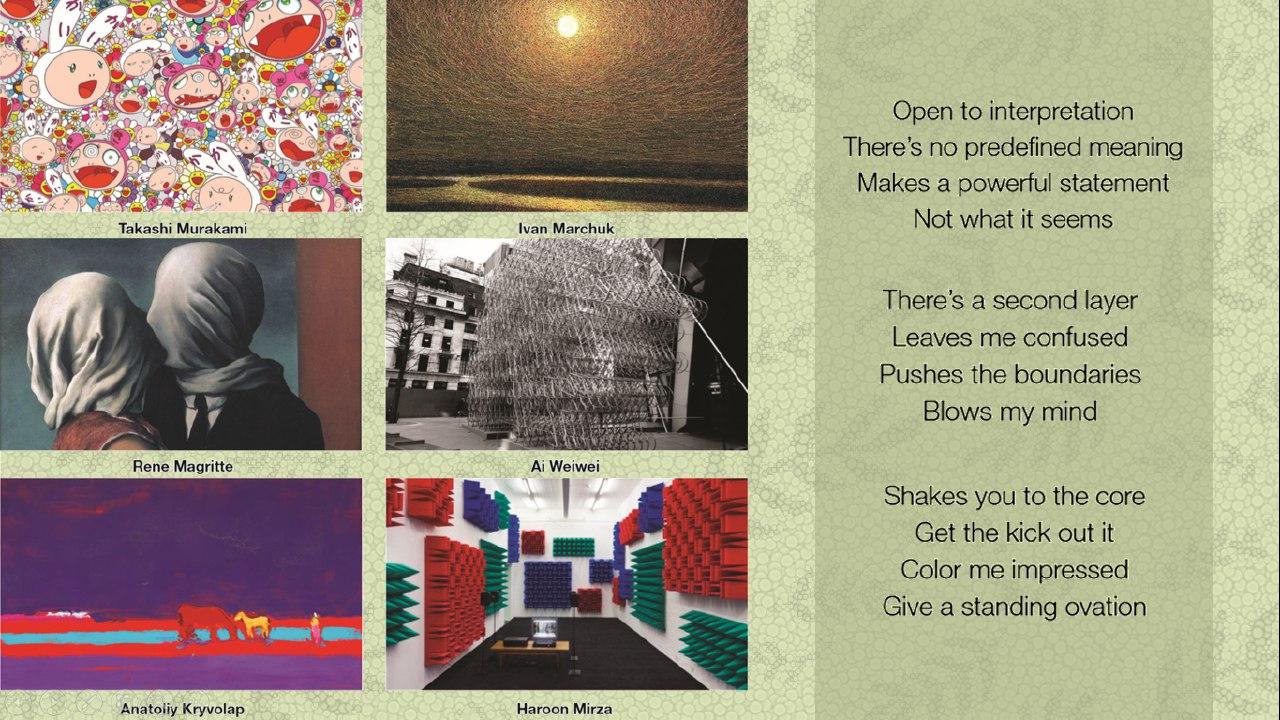 Takashi Murakami
Ivan Marchuk
Rene Magritte
Ai Weiwei
Anatoliy Kryvolap
Haroon Mirza
Open to interpretation
There's no predefined meaning
Makes a powerful statement
Not what it seems
There's a second layer
Leaves me confused
Pushes the boundaries
Blows my mind
Shakes you to the core
Get the kick out it
Color me impressed
Give a standing ovation